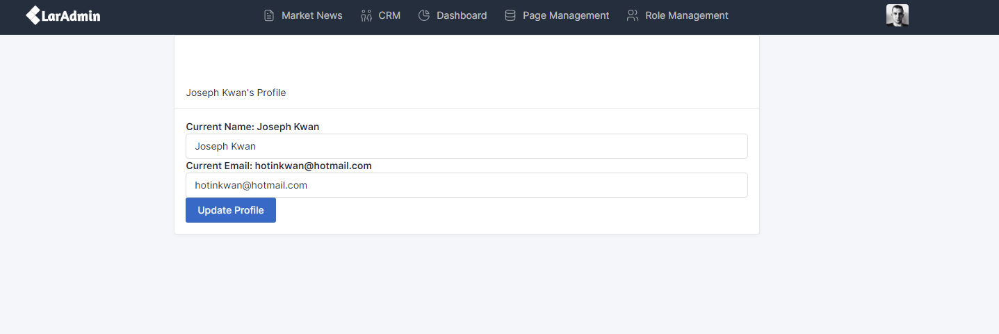 LarAdmin Market News CRM Dashboard Page Management Role Management
Joseph Kwan's Profile
Current Name: Joseph Kwan
Joseph Kwan
Current Email: hotinkwan@hotmail.com
hotinkwan@hotmail.com
Update Profile